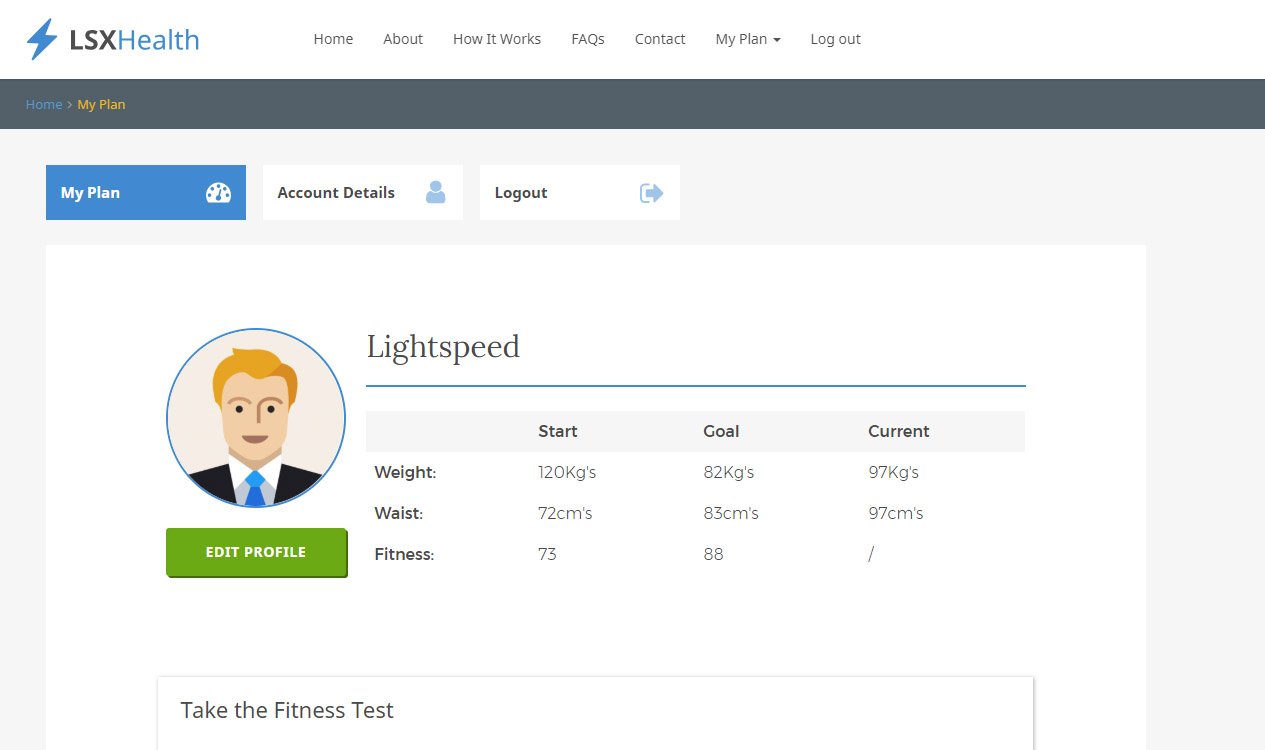 LSXHealth Home About How It Works FAQs Contact My Plan Log out
Home > My Plan
My Plan Account Details Logout
Lightspeed
Start Goal Current
Weight: 120Kg's 82Kg's 97Kg's
Waist: 72cm's 83cm's 97cm's
Fitness: 73 88 /
EDIT PROFILE
Take the Fitness Test